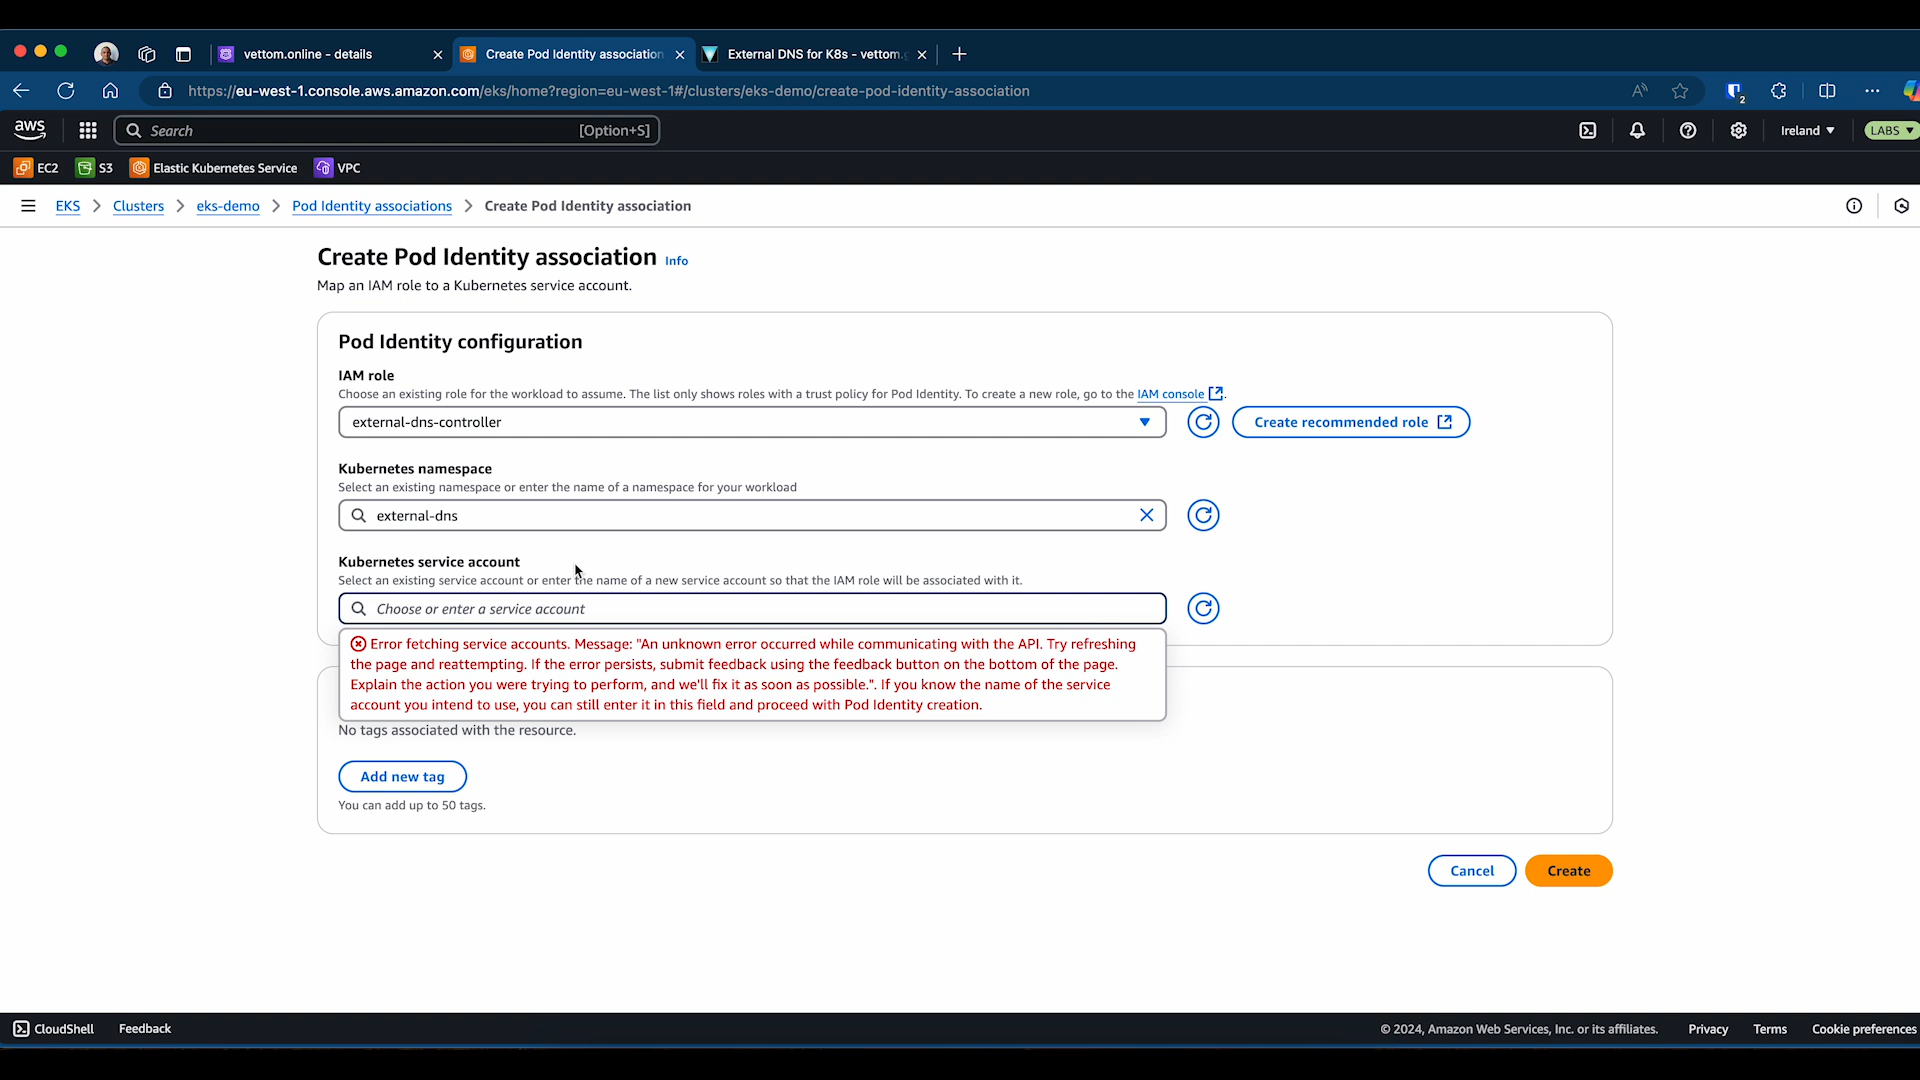 vettom.online - details
Create Pod Identity association
External DNS for K8s - vettom.
https://eu-west-1.console.aws.amazon.com/eks/home?region=eu-west-1#/clusters/eks-demo/create-pod-identity-association
2
aws
Search
[Option+S]
Ireland
LABS
EC2
S3
Elastic Kubernetes Service
VPC
EKS
Clusters
eks-demo
Pod Identity associations
Create Pod Identity association
Create Pod Identity association Info
Map an IAM role to a Kubernetes service account.
Pod Identity configuration
IAM role
Choose an existing role for the workload to assume. The list only shows roles with a trust policy for Pod Identity. To create a new role, go to the IAM console.
external-dns-controller
Create recommended role
Kubernetes namespace
Select an existing namespace or enter the name of a namespace for your workload
external-dns
Kubernetes service account
Select an existing service account or enter the name of a new service account so that the IAM role will be associated with it.
Choose or enter a service account
Error fetching service accounts. Message: "An unknown error occurred while communicating with the API. Try refreshing
the page and reattempting. If the error persists, submit feedback using the feedback button on the bottom of the page.
Explain the action you were trying to perform, and we'll fix it as soon as possible.". If you know the name of the service
account you intend to use, you can still enter it in this field and proceed with Pod Identity creation.
No tags associated with the resource.
Add new tag
You can add up to 50 tags.
Cancel
Create
CloudShell
Feedback
© 2024, Amazon Web Services, Inc. or its affiliates.
Privacy
Terms
Cookie preferences